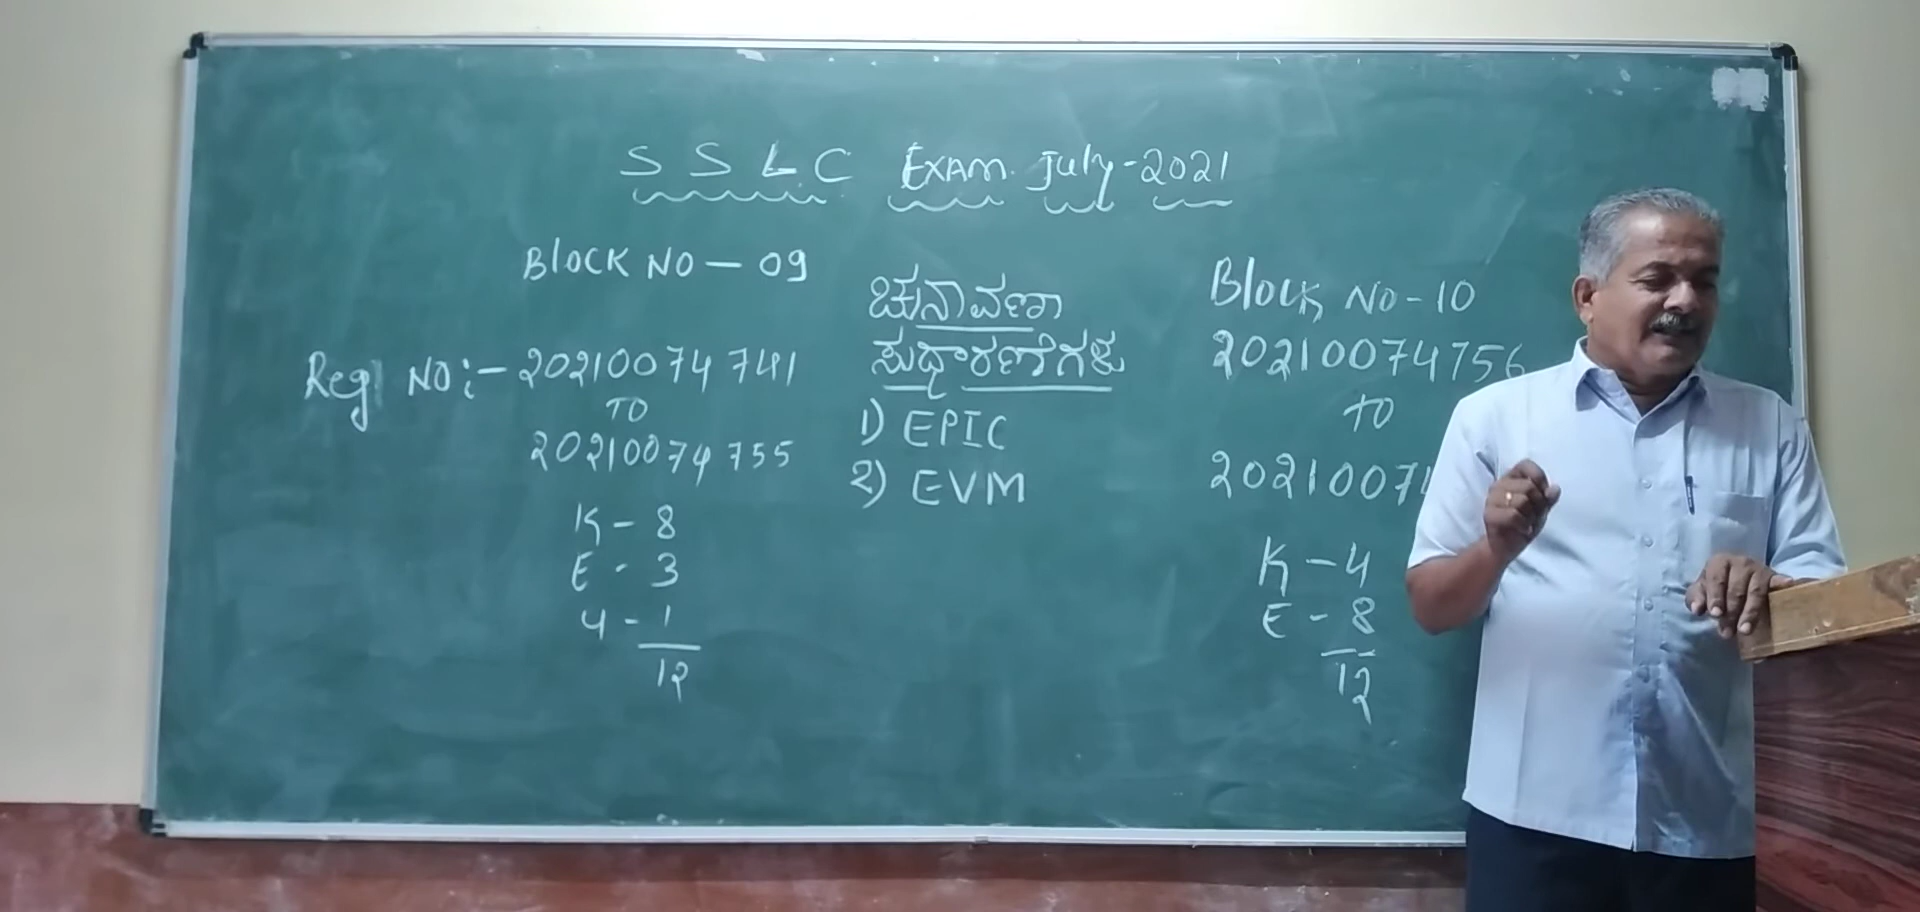 SSLC EXAM. July-2021
BlOCK NO - 09
Reg NO:- 20210074741
TO
20210074755
K - 8
E - 3
U - 1
12
ಚುನಾವಣಾ
ಸುಧಾರಣೆಗಳು
1) EPIC
2) EVM
Block NO - 10
20210074756
TO
K - 4
E - 8
12